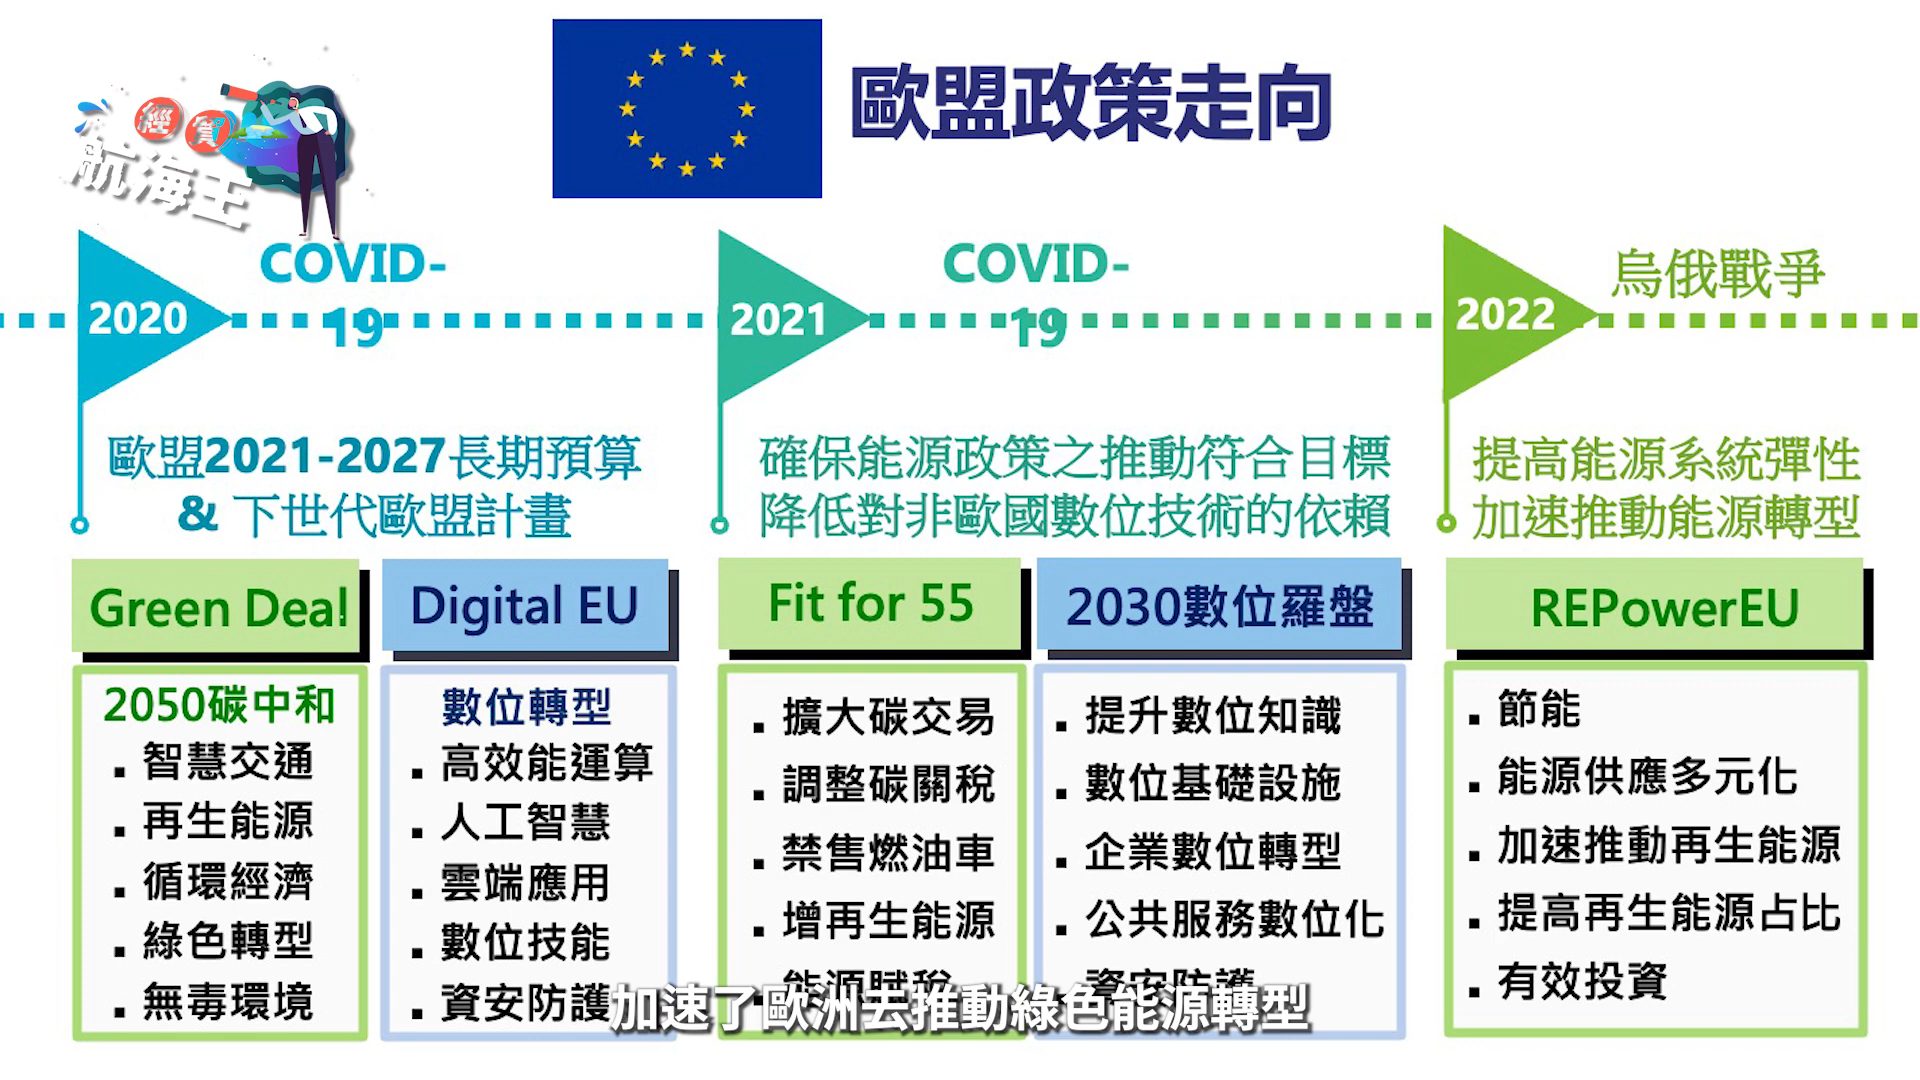 經貿
航海王
歐盟政策走向
2020
COVID-
19
2021
COVID-
19
2022
烏俄戰爭
歐盟2021-2027長期預算
& 下世代歐盟計畫
確保能源政策之推動符合目標
降低對非歐國數位技術的依賴
提高能源系統彈性
加速推動能源轉型
Green Deal
2050碳中和
▪ 智慧交通
▪ 再生能源
▪ 循環經濟
▪ 綠色轉型
▪ 無毒環境
Digital EU
數位轉型
▪ 高效能運算
▪ 人工智慧
▪ 雲端應用
▪ 數位技能
▪ 資安防護
Fit for 55
▪ 擴大碳交易
▪ 調整碳關稅
▪ 禁售燃油車
▪ 增再生能源
▪ 能源賦稅
2030數位羅盤
▪ 提升數位知識
▪ 數位基礎設施
▪ 企業數位轉型
▪ 公共服務數位化
▪ 資安防護
REPowerEU
▪ 節能
▪ 能源供應多元化
▪ 加速推動再生能源
▪ 提高再生能源占比
▪ 有效投資
加速了歐洲去推動綠色能源轉型